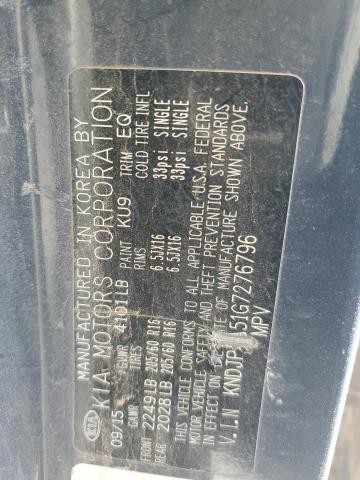 MANUFACTURED IN KOREA BY
KIA MOTORS CORPORATION
KIA
09/15 GVWR 4101LB PAINT KU9 TRIM EQ
GAWR TIRES RIMS COLD TIRE INFL
FRONT 2249LB 205/60 R16 6.5JX16 33psi SINGLE
REAR 2028LB 205/60 R16 6.5JX16 33psi SINGLE
THIS VEHICLE CONFORMS TO ALL APPLICABLE U.S.A. FEDERAL
MOTOR VEHICLE SAFETY AND THEFT PREVENTION STANDARDS
IN EFFECT ON THE DATE OF MANUFACTURE SHOWN ABOVE.
V.I.N KNDJP 51G7276796
MPV